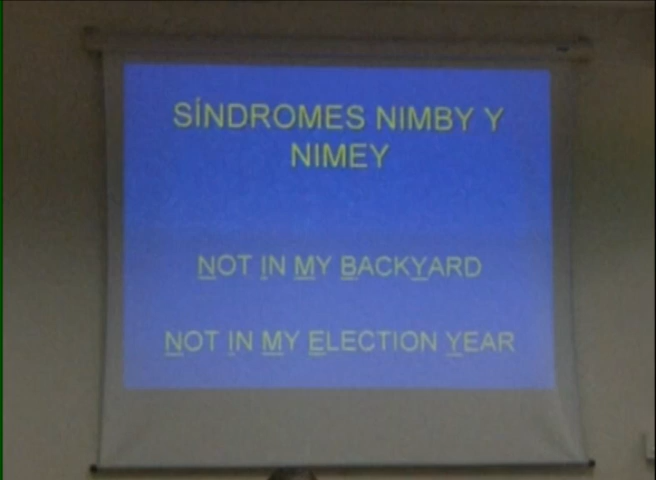 SÍNDROMES NIMBY Y
NIMEY
NOT IN MY BACKYARD
NOT IN MY ELECTION YEAR